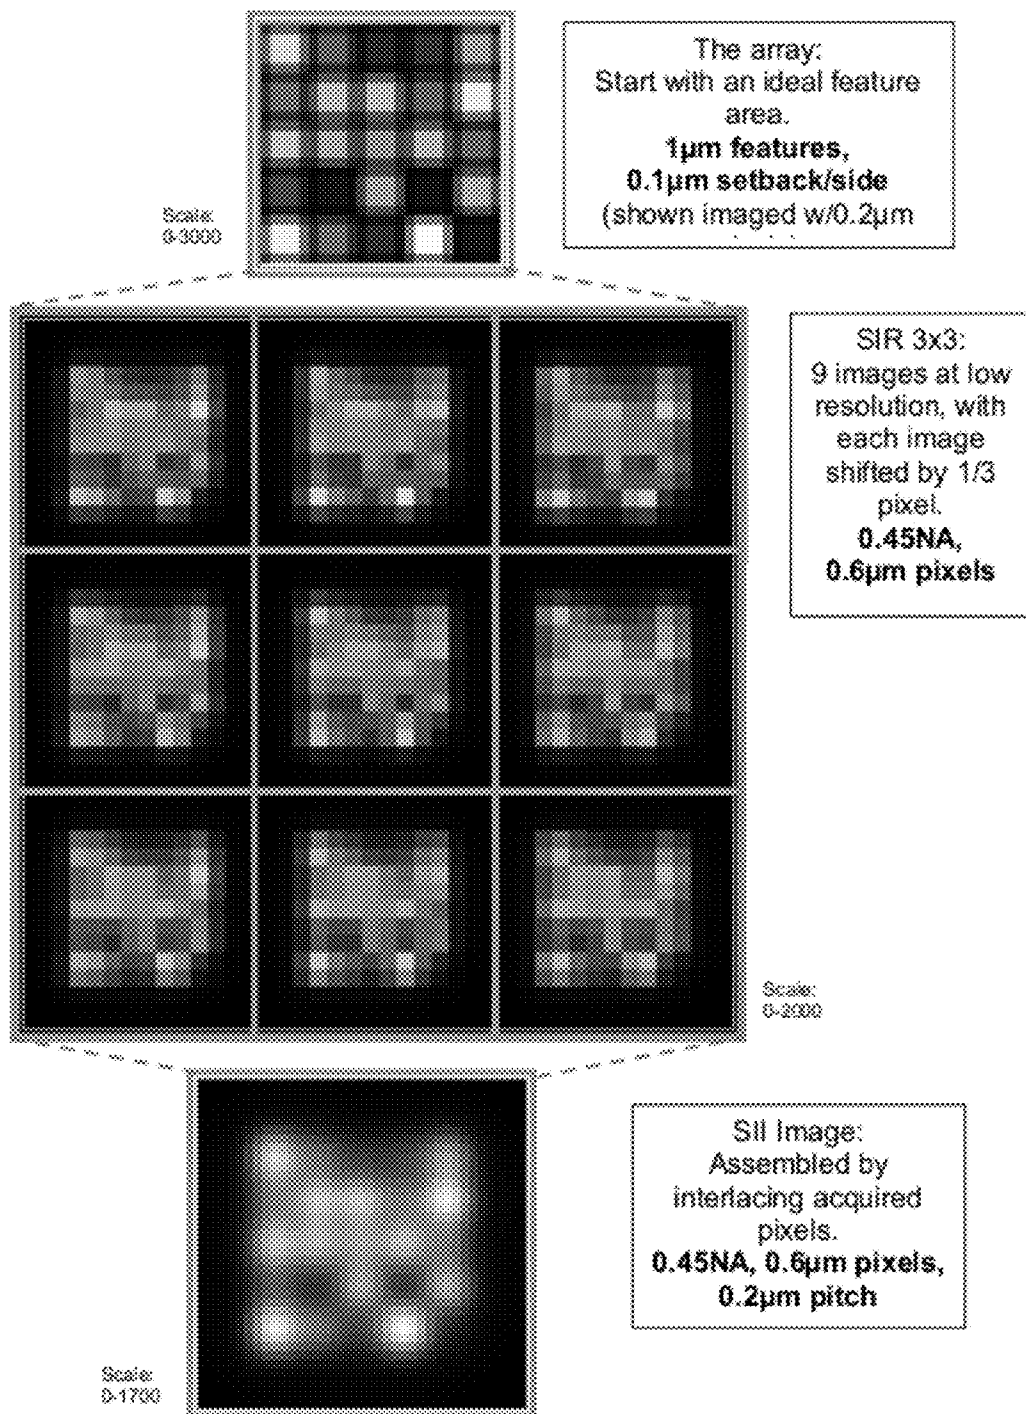 The array:
Start with an ideal feature
area.
1µm features,
0.1µm setback/side
(shown imaged w/0.2µm
Scale:
0-3000
SIR 3x3:
9 images at low
resolution, with
each image
shifted by 1/3
pixel.
0.45NA,
0.6µm pixels
Scale:
0-2000
SII Image:
Assembled by
interlacing acquired
pixels.
0.45NA, 0.6µm pixels,
0.2µm pitch
Scale:
0-1700